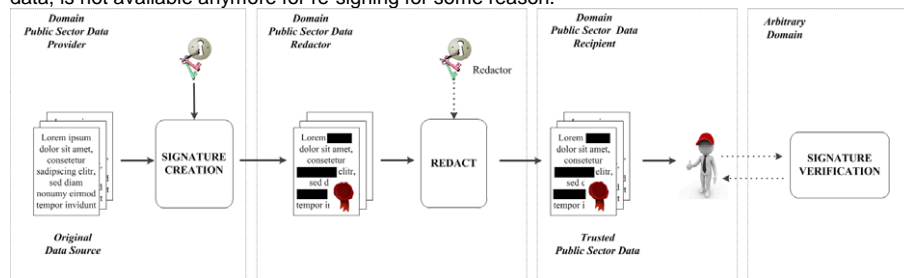 data, is not available anymore for re-signing for some reason.
Domain
Public Sector Data
Provider
Domain
Public Sector Data
Redactor
Domain
Public Sector Data
Recipient
Arbitrary
Domain
Redactor
Lorem ipsum
dolor sit amet,
consetetur
sadipscing elitr,
sed diam
nonumy eirmod
tempor invidunt
SIGNATURE
CREATION
Lorem
dolor sit amet,
consetetur
elitr,
sed d
tempor in
REDACT
Lorem
dolor sit amet,
consetetur
elitr,
sed d
tempor in
SIGNATURE
VERIFICATION
Original
Data Source
Trusted
Public Sector Data